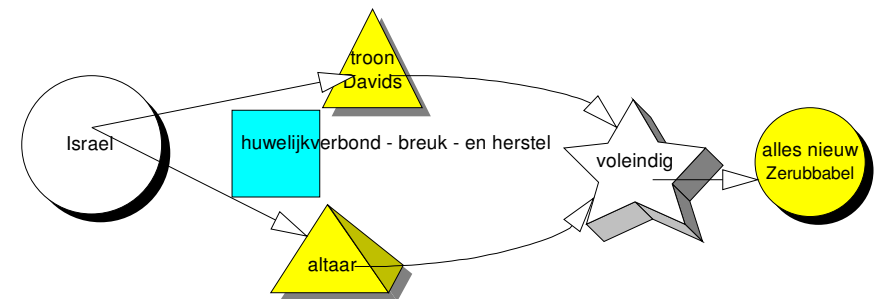 troon
Davids
Israel
huwelijkverbond - breuk - en herstel
voleindig
alles nieuw
Zerubbabel
altaar